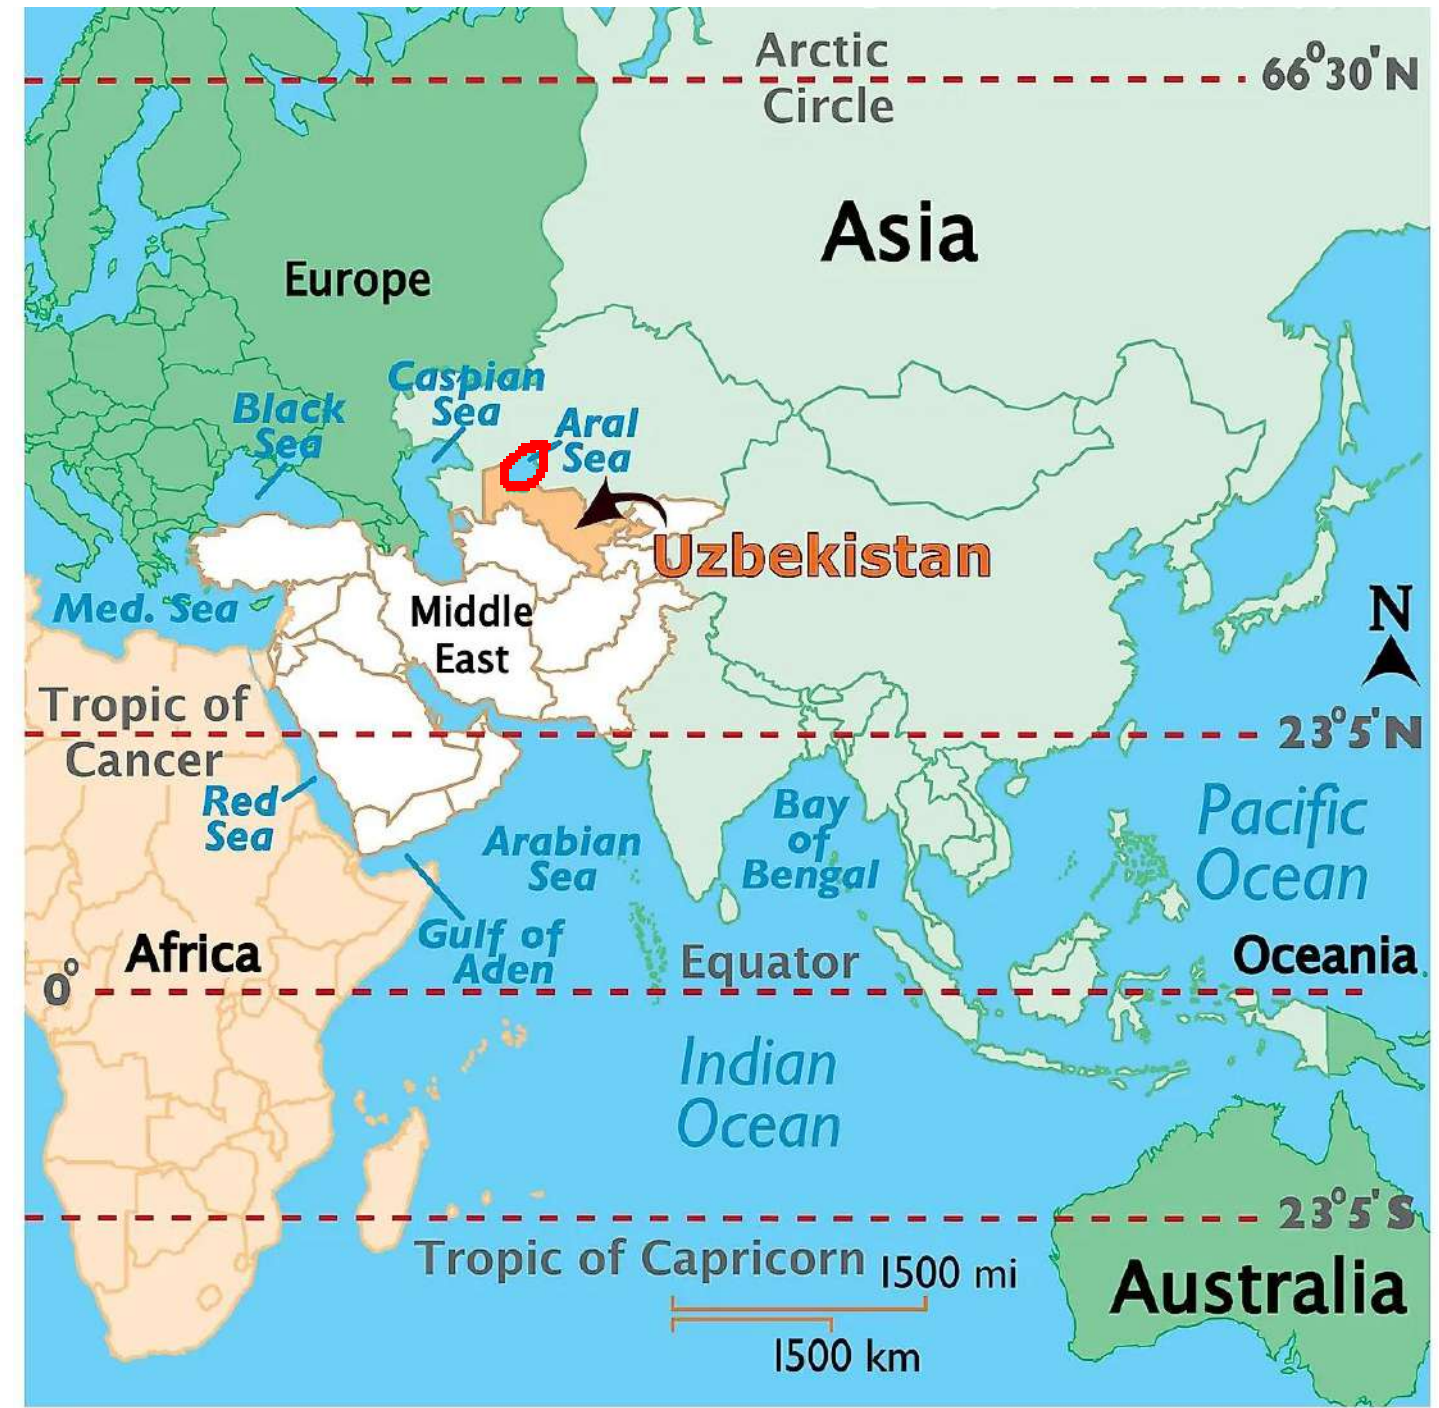 Arctic
Circle
66°30'N
Asia
Europe
Caspian
Sea
Black
Sea
Aral
Sea
Uzbekistan
Med. Sea
Middle
East
N
Tropic of
Cancer
23°5'N
Red
Sea
Arabian
Sea
Bay
of
Bengal
Pacific
Ocean
Gulf of
Aden
Africa
Equator
Oceania
0°
Indian
Ocean
23°5'S
Tropic of Capricorn
1500 mi
Australia
1500 km